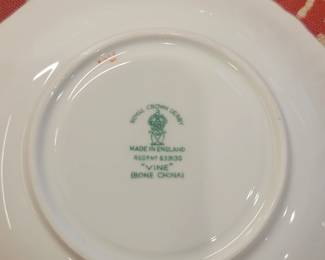 ROYAL CROWN DERBY
MADE IN ENGLAND
"VINE"
(BONE CHINA)